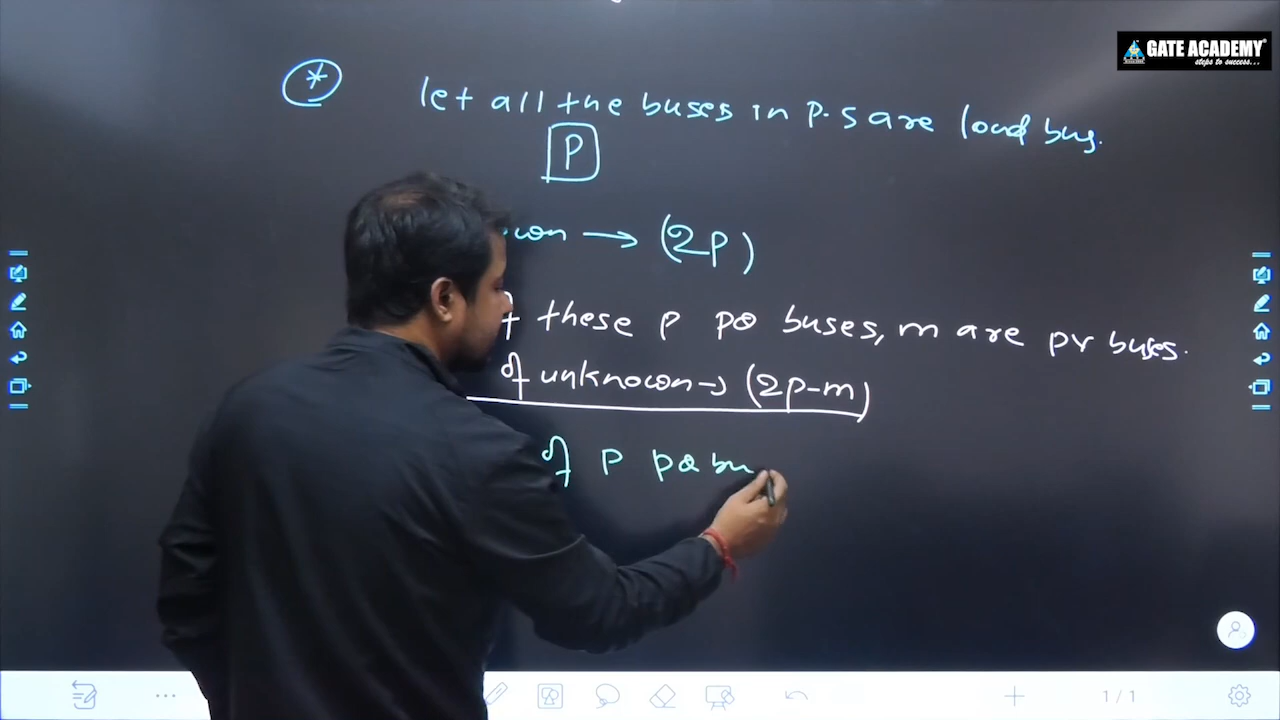 GATE ACADEMY
steps to success...
* let all the buses in p.s are load bus.
P
→ (2P)
these P PQ buses, m are PV buses.
of unknown → (2P-m)
of P PQ bu
1 / 1